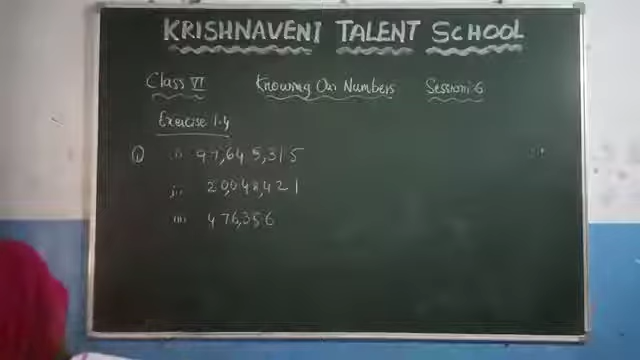 KRISHNAVENI TALENT SCHOOL
Class VI Knowing Our Numbers Session: 6
Exercise 1.4
① i) 97,645,315
ii) 20,048,421
iii) 476,356